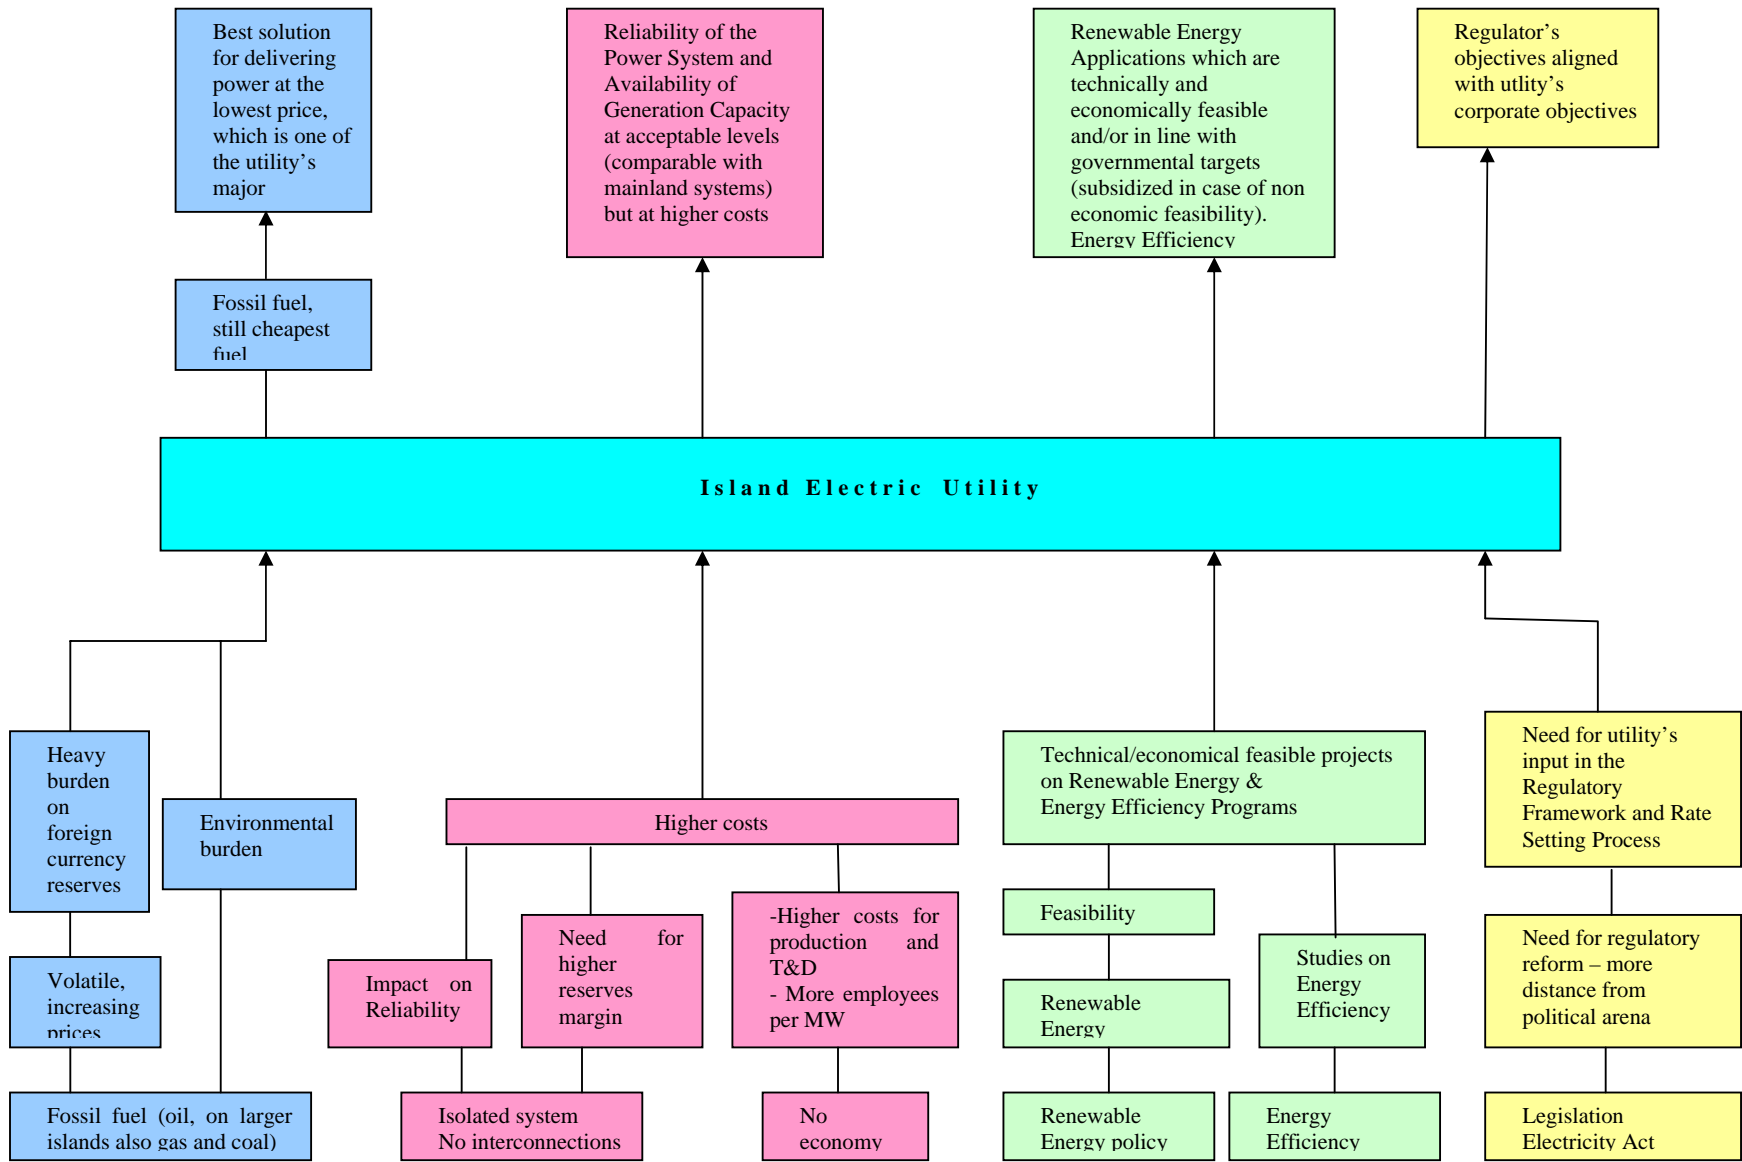 Best solution
for delivering
power at the
lowest price,
which is one of
the utility's
major
Reliability of the
Power System and
Availability of
Generation Capacity
at acceptable levels
(comparable with
mainland systems)
but at higher costs
Renewable Energy
Applications which are
technically and
economically feasible
and/or in line with
governmental targets
(subsidized in case of non
economic feasibility).
Energy Efficiency
Regulator's
objectives aligned
with utlity's
corporate objectives
Fossil fuel,
still cheapest
fuel
Island Electric Utility
Heavy
burden
on
foreign
currency
reserves
Environmental
burden
Higher costs
Technical/economical feasible projects
on Renewable Energy &
Energy Efficiency Programs
Need for utility's
input in the
Regulatory
Framework and Rate
Setting Process
Volatile,
increasing
prices
Impact on
Reliability
Need for
higher
reserves
margin
-Higher costs for
production and
T&D
- More employees
per MW
Feasibility
Renewable
Energy
Studies on
Energy
Efficiency
Need for regulatory
reform – more
distance from
political arena
Fossil fuel (oil, on larger
islands also gas and coal)
Isolated system
No interconnections
No
economy
Renewable
Energy policy
Energy
Efficiency
Legislation
Electricity Act